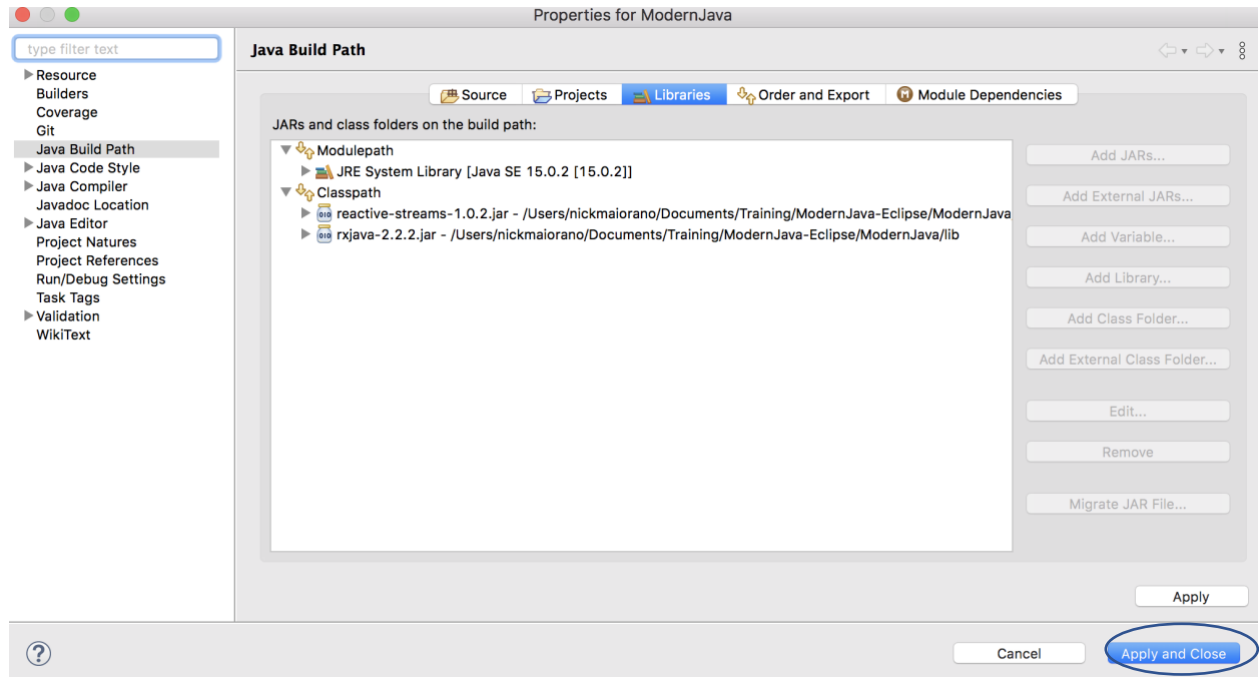 Properties for ModernJava
type filter text
Resource
Builders
Coverage
Git
Java Build Path
Java Code Style
Java Compiler
Javadoc Location
Java Editor
Project Natures
Project References
Run/Debug Settings
Task Tags
Validation
WikiText
Java Build Path
Source Projects Libraries Order and Export Module Dependencies
JARs and class folders on the build path:
Modulepath
JRE System Library [Java SE 15.0.2 [15.0.2]]
Classpath
reactive-streams-1.0.2.jar - /Users/nickmaiorano/Documents/Training/ModernJava-Eclipse/ModernJava
rxjava-2.2.2.jar - /Users/nickmaiorano/Documents/Training/ModernJava-Eclipse/ModernJava/lib
Add JARs...
Add External JARs...
Add Variable...
Add Library...
Add Class Folder...
Add External Class Folder...
Edit...
Remove
Migrate JAR File...
Apply
? Cancel Apply and Close